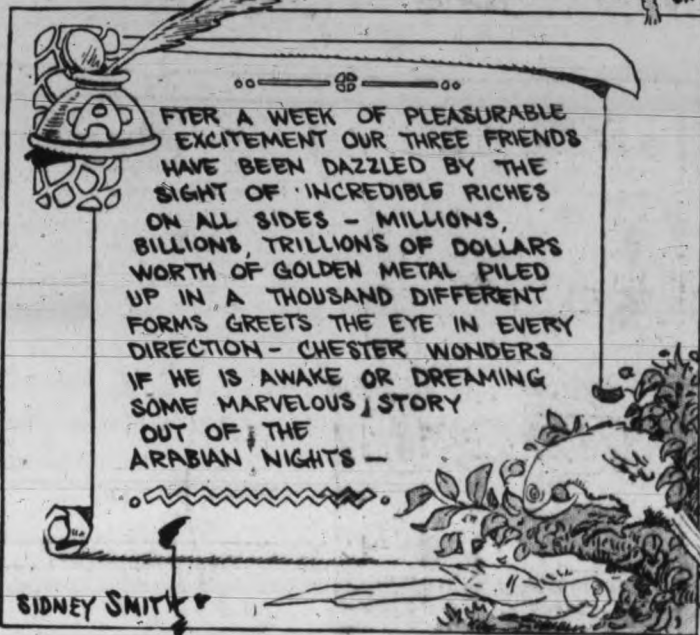 AFTER A WEEK OF PLEASURABLE
EXCITEMENT OUR THREE FRIENDS
HAVE BEEN DAZZLED BY THE
SIGHT OF INCREDIBLE RICHES
ON ALL SIDES – MILLIONS,
BILLIONS, TRILLIONS OF DOLLARS
WORTH OF GOLDEN METAL PILED
UP IN A THOUSAND DIFFERENT
FORMS GREETS THE EYE IN EVERY
DIRECTION – CHESTER WONDERS
IF HE IS AWAKE OR DREAMING
SOME MARVELOUS STORY
OUT OF THE
ARABIAN NIGHTS –
SIDNEY SMITH